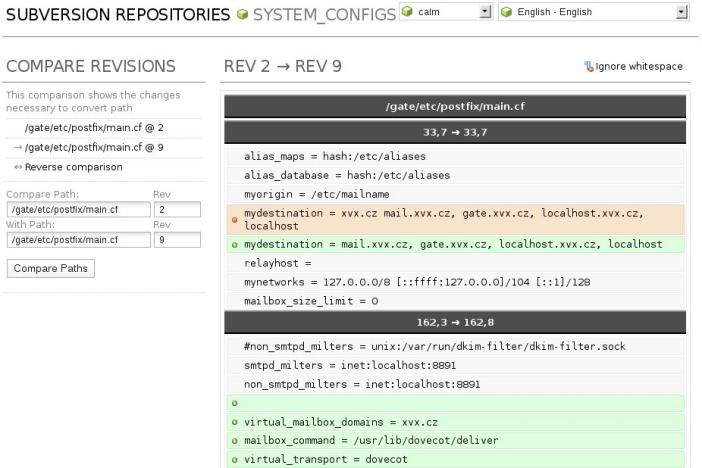 SUBVERSION REPOSITORIES SYSTEM_CONFIGS calm English - English
COMPARE REVISIONS
This comparison shows the changes
necessary to convert path
/gate/etc/postfix/main.cf @ 2
→ /gate/etc/postfix/main.cf @ 9
↔ Reverse comparison
Compare Path: Rev
/gate/etc/postfix/main.cf 2
With Path: Rev
/gate/etc/postfix/main.cf 9
Compare Paths
REV 2 → REV 9 Ignore whitespace
/gate/etc/postfix/main.cf
33,7 → 33,7
alias_maps = hash:/etc/aliases
alias_database = hash:/etc/aliases
myorigin = /etc/mailname
mydestination = xvx.cz mail.xvx.cz, gate.xvx.cz, localhost.xvx.cz,
localhost
mydestination = mail.xvx.cz, gate.xvx.cz, localhost.xvx.cz, localhost
relayhost =
mynetworks = 127.0.0.0/8 [::ffff:127.0.0.0]/104 [::1]/128
mailbox_size_limit = 0
162,3 → 162,8
#non_smtpd_milters = unix:/var/run/dkim-filter/dkim-filter.sock
smtpd_milters = inet:localhost:8891
non_smtpd_milters = inet:localhost:8891
virtual_mailbox_domains = xvx.cz
mailbox_command = /usr/lib/dovecot/deliver
virtual_transport = dovecot